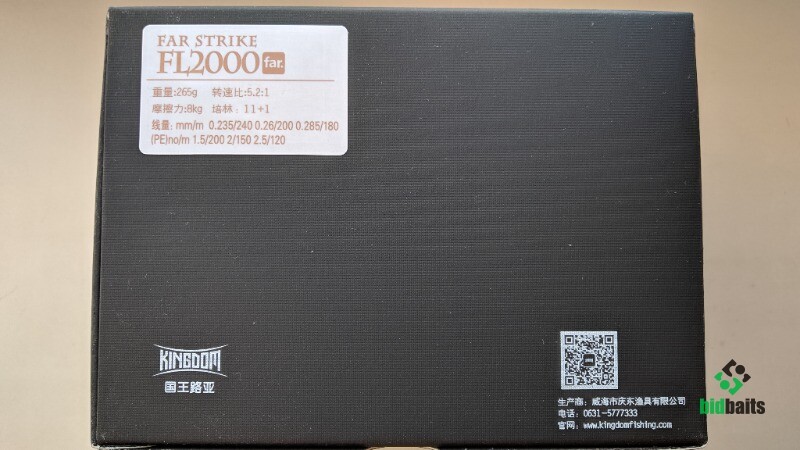 FAR STRIKE
FL2000 far.
重量:265g 转速比:5.2:1
摩擦力:8kg 培林: 11+1
线量: mm/m 0.235/240 0.26/200 0.285/180
(PE)no/m 1.5/200 2/150 2.5/120
KINGDOM
国王路亚
生产商: 威海市庆东渔具有限公司
电话: 0631-5777333
官网: www.kingdomfishing.com
bidbaits